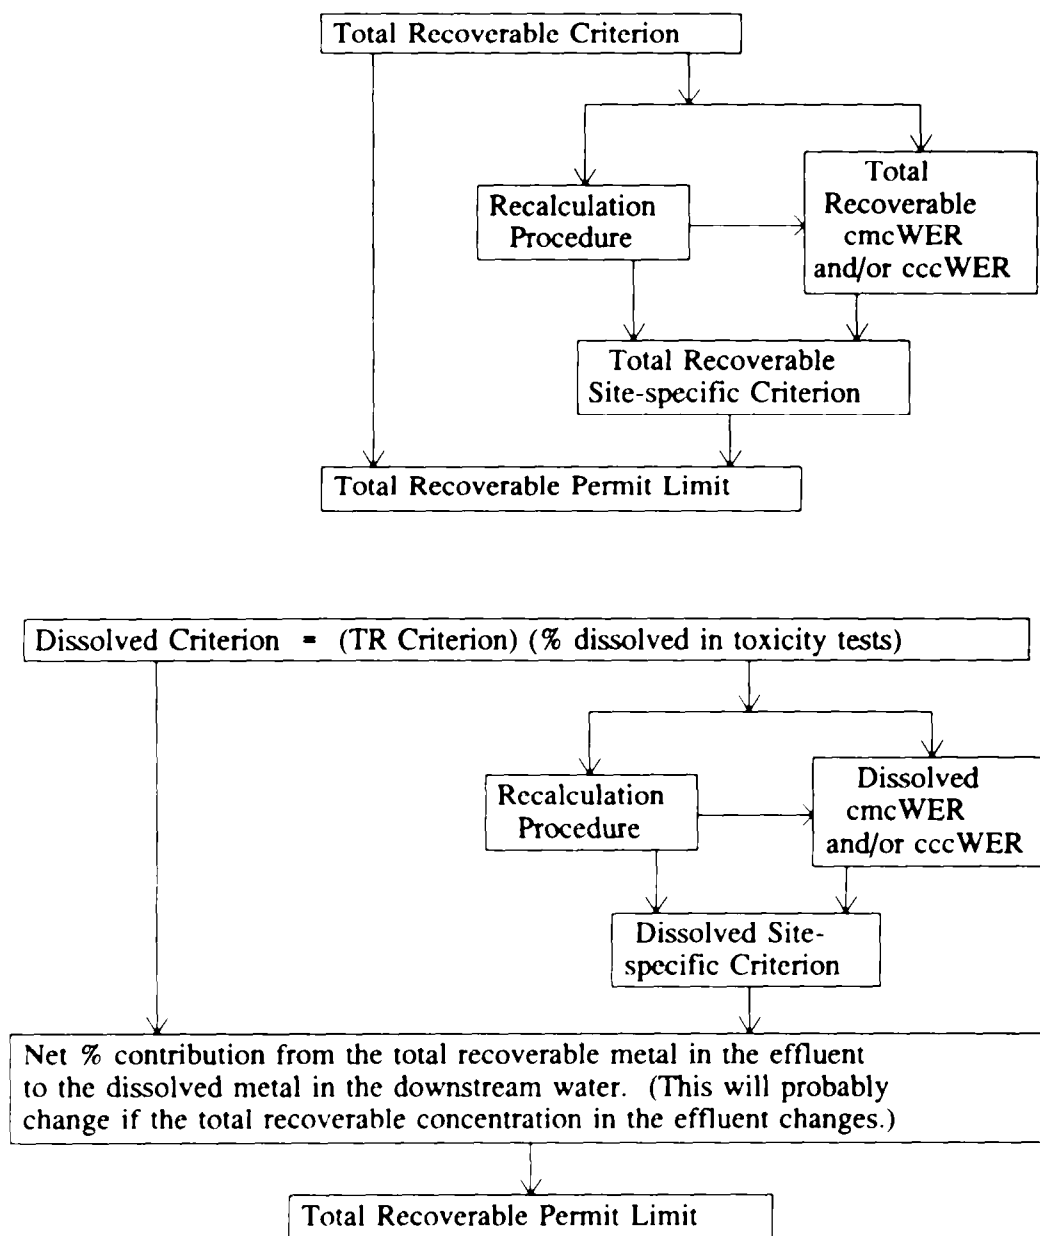 Total Recoverable Criterion
Total
Recoverable
cmcWER
and/or cccWER
Recalculation
Procedure
Total Recoverable
Site-specific Criterion
Total Recoverable Permit Limit
Dissolved Criterion = (TR Criterion) (% dissolved in toxicity tests)
Dissolved
cmcWER
and/or cccWER
Recalculation
Procedure
Dissolved Site-
specific Criterion
Net % contribution from the total recoverable metal in the effluent
to the dissolved metal in the downstream water. (This will probably
change if the total recoverable concentration in the effluent changes.)
Total Recoverable Permit Limit